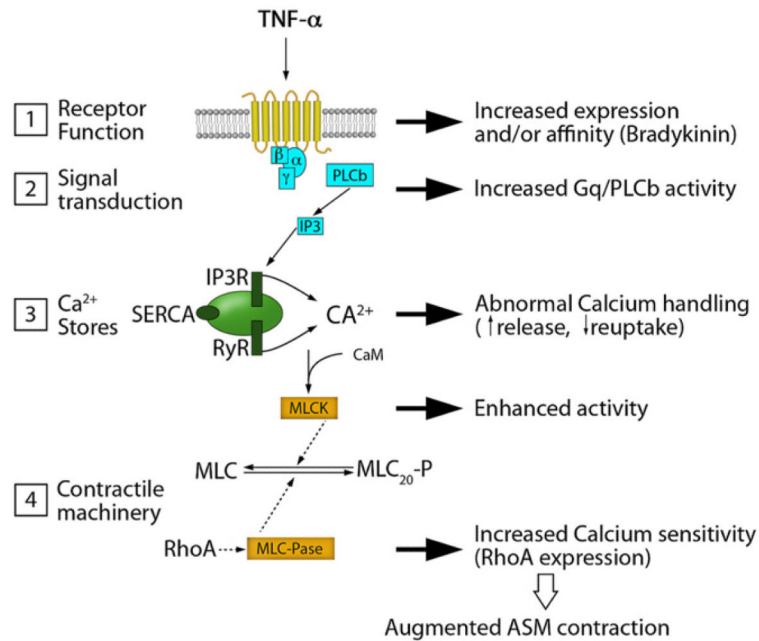 TNF-α
1
Receptor
Function
Increased expression
and/or affinity (Bradykinin)
β
α
γ
2
Signal
transduction
PLCb
Increased Gq/PLCb activity
IP3
3
Ca²⁺
Stores
IP3R
SERCA
RyR
CA²⁺
Abnormal Calcium handling
(↑release, ↓reuptake)
CaM
MLCK
Enhanced activity
4
Contractile
machinery
MLC
MLC₂₀-P
RhoA
MLC-Pase
Increased Calcium sensitivity
(RhoA expression)
Augmented ASM contraction